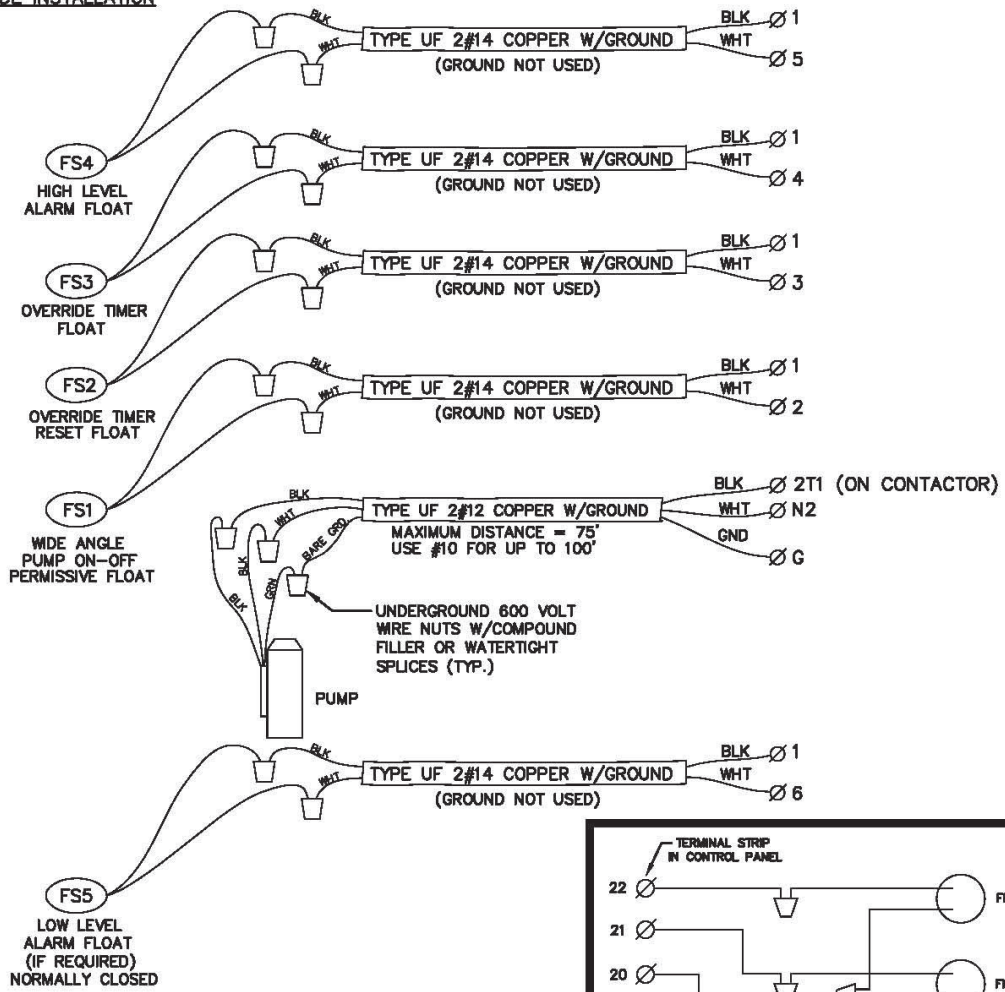 BLK
WHT
TYPE UF 2#14 COPPER W/GROUND
(GROUND NOT USED)
BLK
1
WHT
5
FS4
HIGH LEVEL
ALARM FLOAT
BLK
WHT
TYPE UF 2#14 COPPER W/GROUND
(GROUND NOT USED)
BLK
1
WHT
4
FS3
OVERRIDE TIMER
FLOAT
BLK
WHT
TYPE UF 2#14 COPPER W/GROUND
(GROUND NOT USED)
BLK
1
WHT
3
FS2
OVERRIDE TIMER
RESET FLOAT
BLK
WHT
TYPE UF 2#14 COPPER W/GROUND
(GROUND NOT USED)
BLK
1
WHT
2
FS1
WIDE ANGLE
PUMP ON-OFF
PERMISSIVE FLOAT
BLK
WHT
BARE GRD
BLK
BLK
GRN
TYPE UF 2#12 COPPER W/GROUND
MAXIMUM DISTANCE = 75'
USE #10 FOR UP TO 100'
BLK
2T1 (ON CONTACTOR)
WHT
N2
GND
G
UNDERGROUND 600 VOLT
WIRE NUTS W/COMPOUND
FILLER OR WATERTIGHT
SPLICES (TYP.)
PUMP
BLK
WHT
TYPE UF 2#14 COPPER W/GROUND
(GROUND NOT USED)
BLK
1
WHT
6
FS5
LOW LEVEL
ALARM FLOAT
(IF REQUIRED)
NORMALLY CLOSED
TERMINAL STRIP
IN CONTROL PANEL
22
21
20